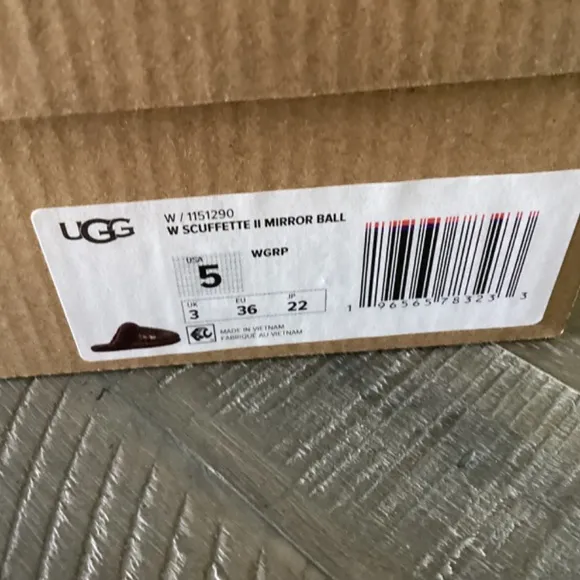 UGG
W / 1151290
W SCUFFETTE II MIRROR BALL
USA
5
WGRP
UK
3
EU
36
JP
22
MADE IN VIETNAM
FABRIQUÉ AU VIETNAM
1 96565 78323 3